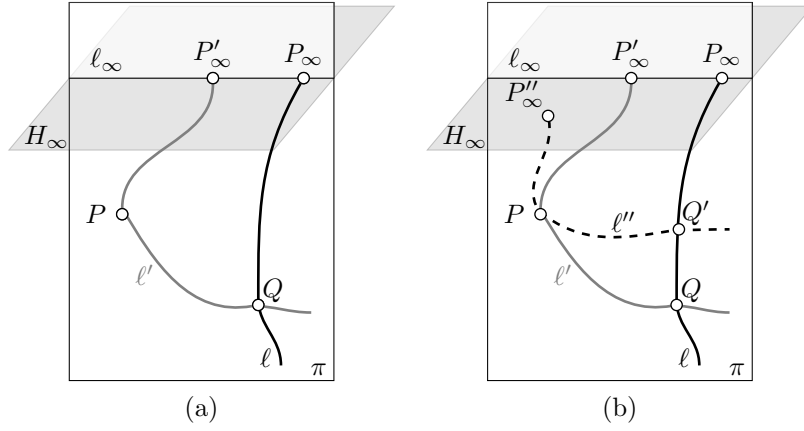 ℓ∞ P′∞ P∞
H∞
P
ℓ′
Q
ℓ
π
(a)
ℓ∞ P′∞ P∞
P′′∞
H∞
P
ℓ′′
Q′
ℓ′
Q
ℓ
π
(b)